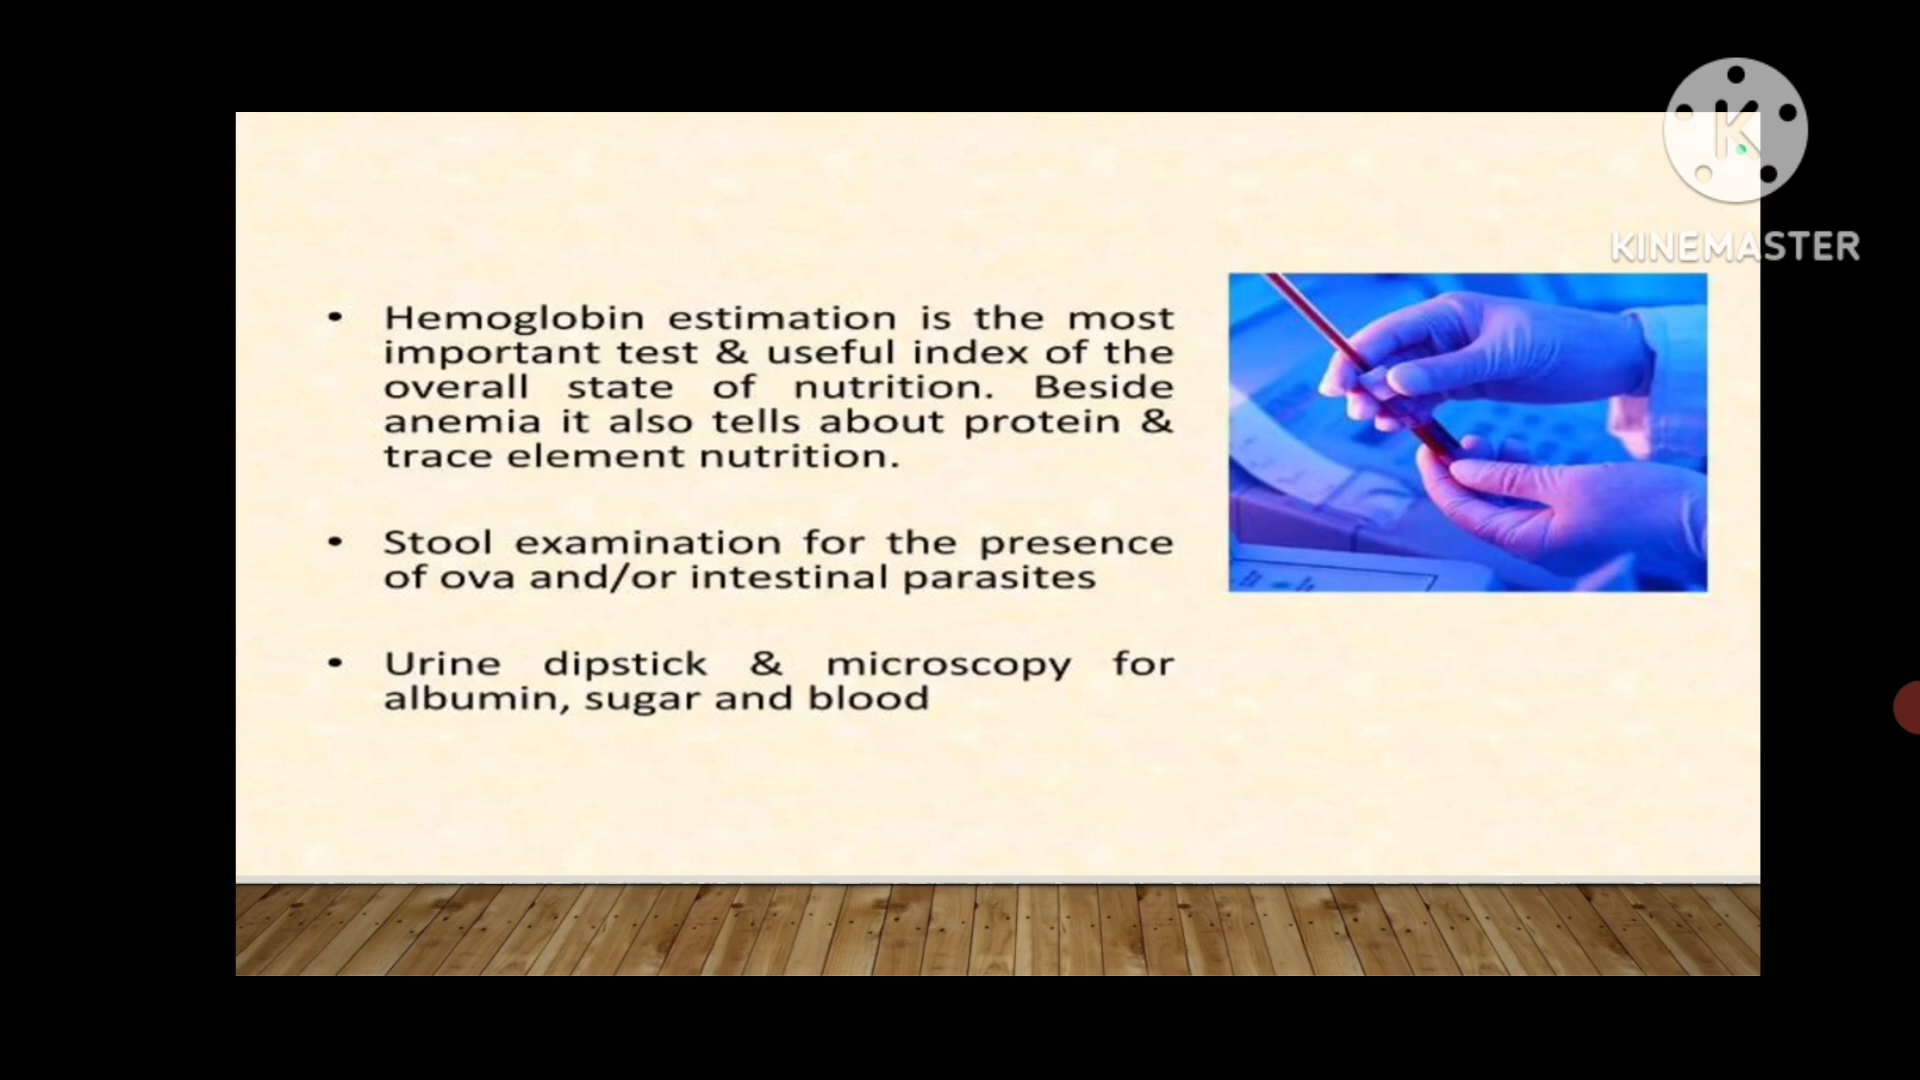 KINEMASTER
• Hemoglobin estimation is the most
important test & useful index of the
overall state of nutrition. Beside
anemia it also tells about protein &
trace element nutrition.
• Stool examination for the presence
of ova and/or intestinal parasites
• Urine dipstick & microscopy for
albumin, sugar and blood